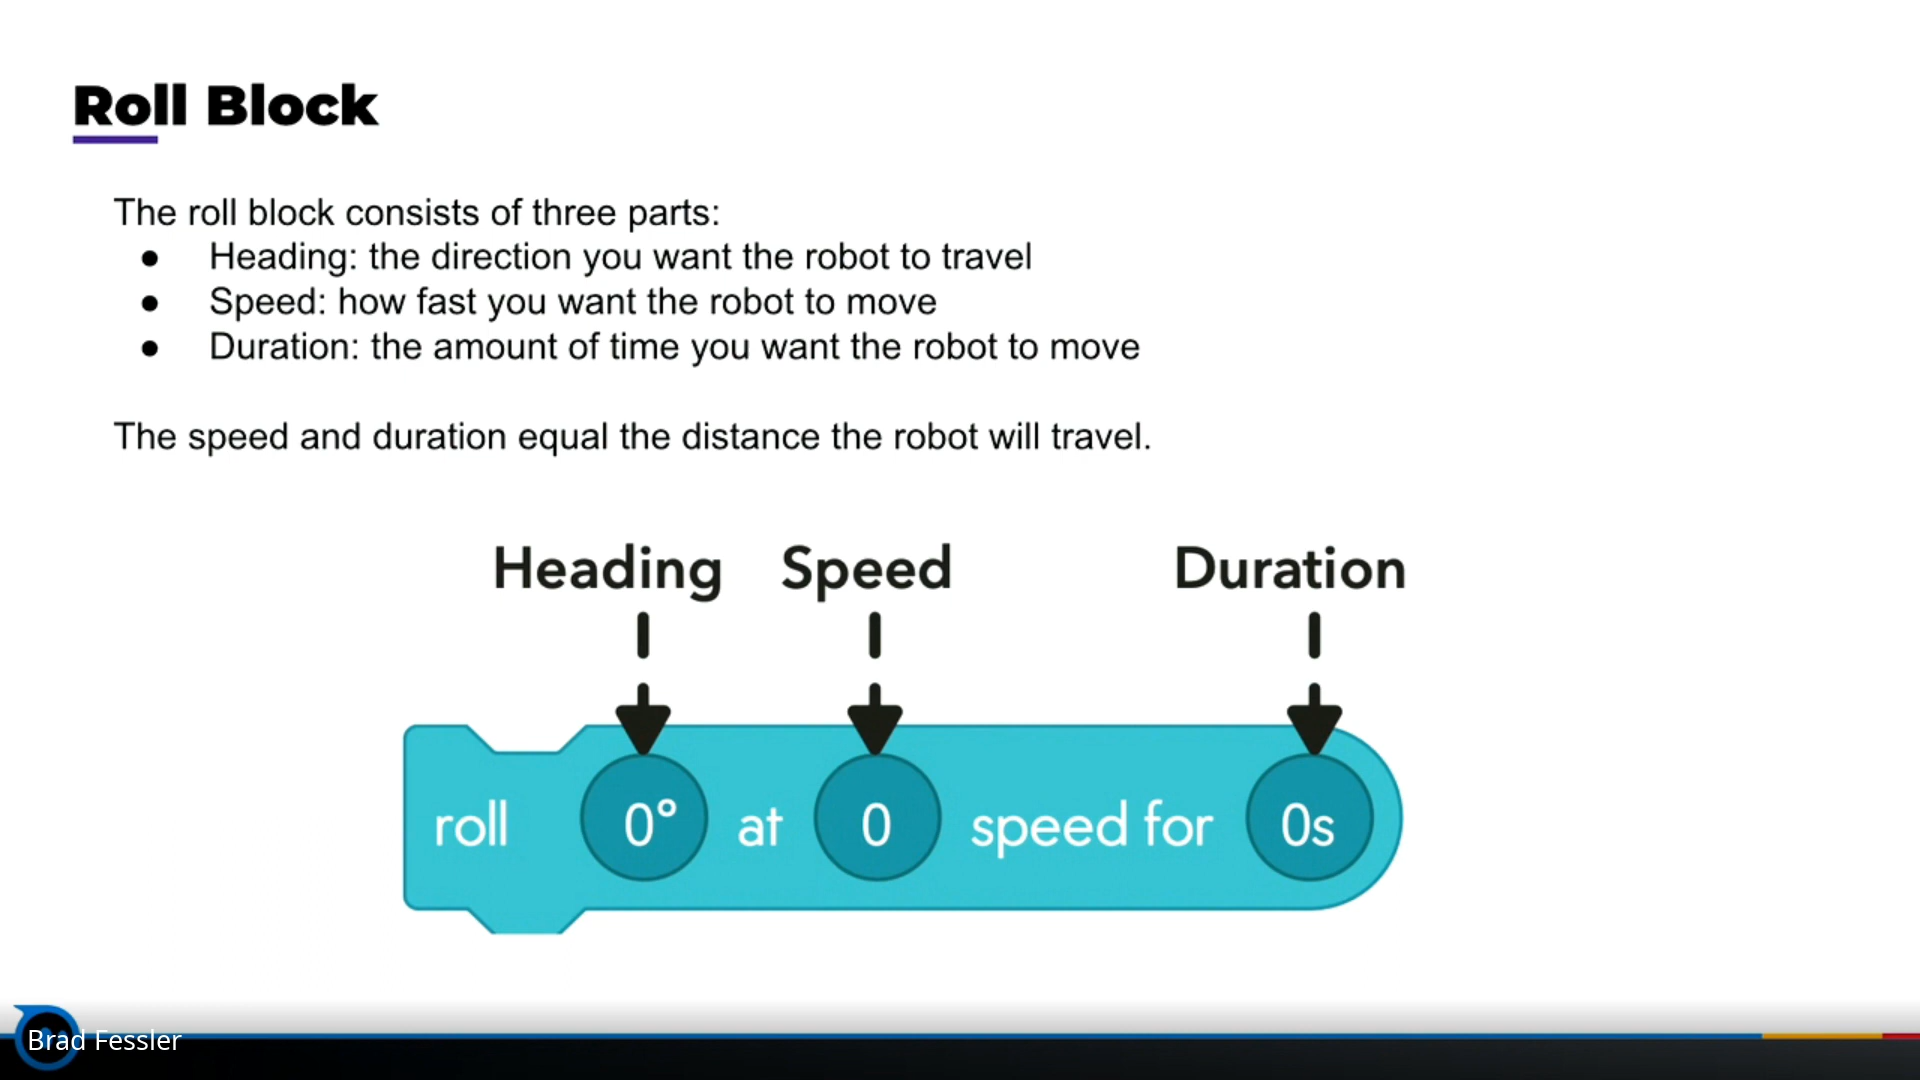 Roll Block
The roll block consists of three parts:
● Heading: the direction you want the robot to travel
● Speed: how fast you want the robot to move
● Duration: the amount of time you want the robot to move
The speed and duration equal the distance the robot will travel.
Heading Speed Duration
roll 0° at 0 speed for 0s
Brad Fessler